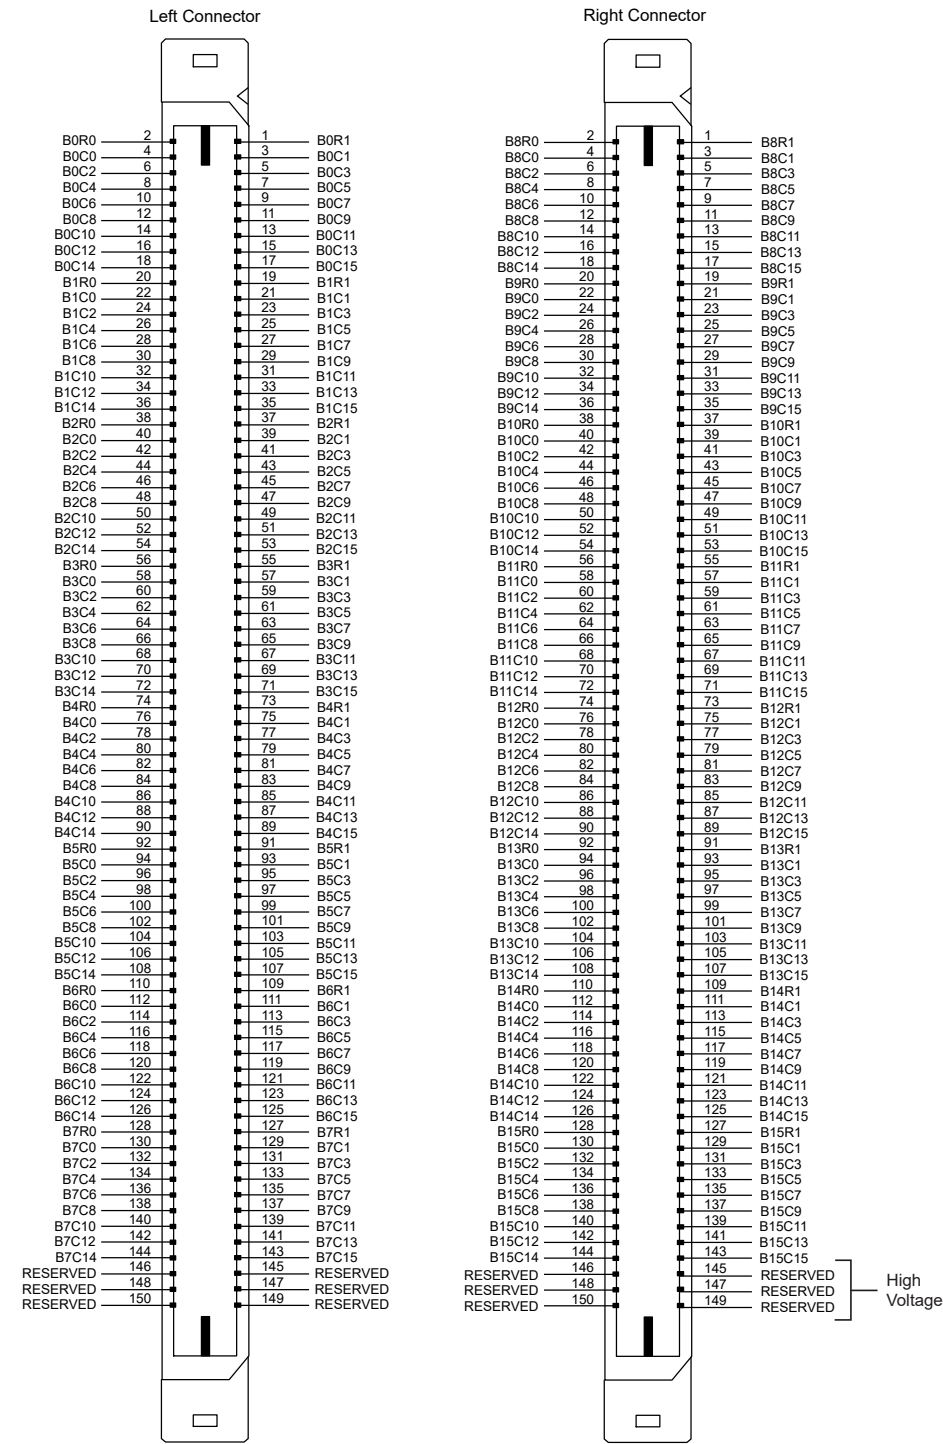 Left Connector
B0R0 2 1 B0R1
B0C0 4 3 B0C1
B0C2 6 5 B0C3
B0C4 8 7 B0C5
B0C6 10 9 B0C7
B0C8 12 11 B0C9
B0C10 14 13 B0C11
B0C12 16 15 B0C13
B0C14 18 17 B0C15
B1R0 20 19 B1R1
B1C0 22 21 B1C1
B1C2 24 23 B1C3
B1C4 26 25 B1C5
B1C6 28 27 B1C7
B1C8 30 29 B1C9
B1C10 32 31 B1C11
B1C12 34 33 B1C13
B1C14 36 35 B1C15
B2R0 38 37 B2R1
B2C0 40 39 B2C1
B2C2 42 41 B2C3
B2C4 44 43 B2C5
B2C6 46 45 B2C7
B2C8 48 47 B2C9
B2C10 50 49 B2C11
B2C12 52 51 B2C13
B2C14 54 53 B2C15
B3R0 56 55 B3R1
B3C0 58 57 B3C1
B3C2 60 59 B3C3
B3C4 62 61 B3C5
B3C6 64 63 B3C7
B3C8 66 65 B3C9
B3C10 68 67 B3C11
B3C12 70 69 B3C13
B3C14 72 71 B3C15
B4R0 74 73 B4R1
B4C0 76 75 B4C1
B4C2 78 77 B4C3
B4C4 80 79 B4C5
B4C6 82 81 B4C7
B4C8 84 83 B4C9
B4C10 86 85 B4C11
B4C12 88 87 B4C13
B4C14 90 89 B4C15
B5R0 92 91 B5R1
B5C0 94 93 B5C1
B5C2 96 95 B5C3
B5C4 98 97 B5C5
B5C6 100 99 B5C7
B5C8 102 101 B5C9
B5C10 104 103 B5C11
B5C12 106 105 B5C13
B5C14 108 107 B5C15
B6R0 110 109 B6R1
B6C0 112 111 B6C1
B6C2 114 113 B6C3
B6C4 116 115 B6C5
B6C6 118 117 B6C7
B6C8 120 119 B6C9
B6C10 122 121 B6C11
B6C12 124 123 B6C13
B6C14 126 125 B6C15
B7R0 128 127 B7R1
B7C0 130 129 B7C1
B7C2 132 131 B7C3
B7C4 134 133 B7C5
B7C6 136 135 B7C7
B7C8 138 137 B7C9
B7C10 140 139 B7C11
B7C12 142 141 B7C13
B7C14 144 143 B7C15
RESERVED 146 145 RESERVED
RESERVED 148 147 RESERVED
RESERVED 150 149 RESERVED
Right Connector
B8R0 2 1 B8R1
B8C0 4 3 B8C1
B8C2 6 5 B8C3
B8C4 8 7 B8C5
B8C6 10 9 B8C7
B8C8 12 11 B8C9
B8C10 14 13 B8C11
B8C12 16 15 B8C13
B8C14 18 17 B8C15
B9R0 20 19 B9R1
B9C0 22 21 B9C1
B9C2 24 23 B9C3
B9C4 26 25 B9C5
B9C6 28 27 B9C7
B9C8 30 29 B9C9
B9C10 32 31 B9C11
B9C12 34 33 B9C13
B9C14 36 35 B9C15
B10R0 38 37 B10R1
B10C0 40 39 B10C1
B10C2 42 41 B10C3
B10C4 44 43 B10C5
B10C6 46 45 B10C7
B10C8 48 47 B10C9
B10C10 50 49 B10C11
B10C12 52 51 B10C13
B10C14 54 53 B10C15
B11R0 56 55 B11R1
B11C0 58 57 B11C1
B11C2 60 59 B11C3
B11C4 62 61 B11C5
B11C6 64 63 B11C7
B11C8 66 65 B11C9
B11C10 68 67 B11C11
B11C12 70 69 B11C13
B11C14 72 71 B11C15
B12R0 74 73 B12R1
B12C0 76 75 B12C1
B12C2 78 77 B12C3
B12C4 80 79 B12C5
B12C6 82 81 B12C7
B12C8 84 83 B12C9
B12C10 86 85 B12C11
B12C12 88 87 B12C13
B12C14 90 89 B12C15
B13R0 92 91 B13R1
B13C0 94 93 B13C1
B13C2 96 95 B13C3
B13C4 98 97 B13C5
B13C6 100 99 B13C7
B13C8 102 101 B13C9
B13C10 104 103 B13C11
B13C12 106 105 B13C13
B13C14 108 107 B13C15
B14R0 110 109 B14R1
B14C0 112 111 B14C1
B14C2 114 113 B14C3
B14C4 116 115 B14C5
B14C6 118 117 B14C7
B14C8 120 119 B14C9
B14C10 122 121 B14C11
B14C12 124 123 B14C13
B14C14 126 125 B14C15
B15R0 128 127 B15R1
B15C0 130 129 B15C1
B15C2 132 131 B15C3
B15C4 134 133 B15C5
B15C6 136 135 B15C7
B15C8 138 137 B15C9
B15C10 140 139 B15C11
B15C12 142 141 B15C13
B15C14 144 143 B15C15
RESERVED 146 145 RESERVED
RESERVED 148 147 RESERVED
RESERVED 150 149 RESERVED
High
Voltage